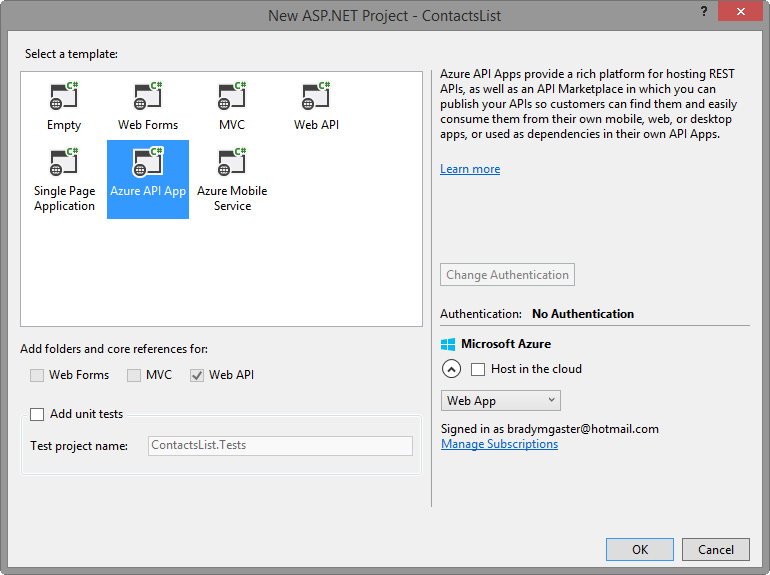 New ASP.NET Project - ContactsList
?
Select a template:
C# C# C# C#
Empty Web Forms MVC Web API
C# C# C#
Single Page Application
Azure API App
Azure Mobile Service
Azure API Apps provide a rich platform for hosting REST
APIs, as well as an API Marketplace in which you can
publish your APIs so customers can find them and easily
consume them from their own mobile, web, or desktop
apps, or used as dependencies in their own API Apps.
Learn more
Change Authentication
Authentication: No Authentication
Microsoft Azure
Host in the cloud
Web App
Signed in as bradymgaster@hotmail.com
Manage Subscriptions
Add folders and core references for:
Web Forms MVC Web API
Add unit tests
Test project name: ContactsList.Tests
OK Cancel